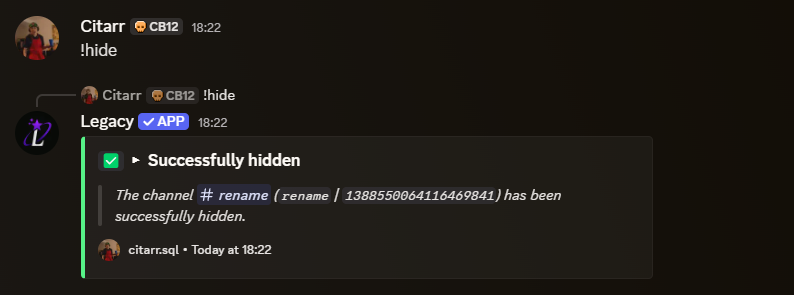 Citarr CB12 18:22
!hide
Citarr CB12 !hide
Legacy ✓ APP 18:22
✅ ▸ Successfully hidden
The channel # rename (rename | 1388550064116469841) has been
successfully hidden.
citarr.sql • Today at 18:22